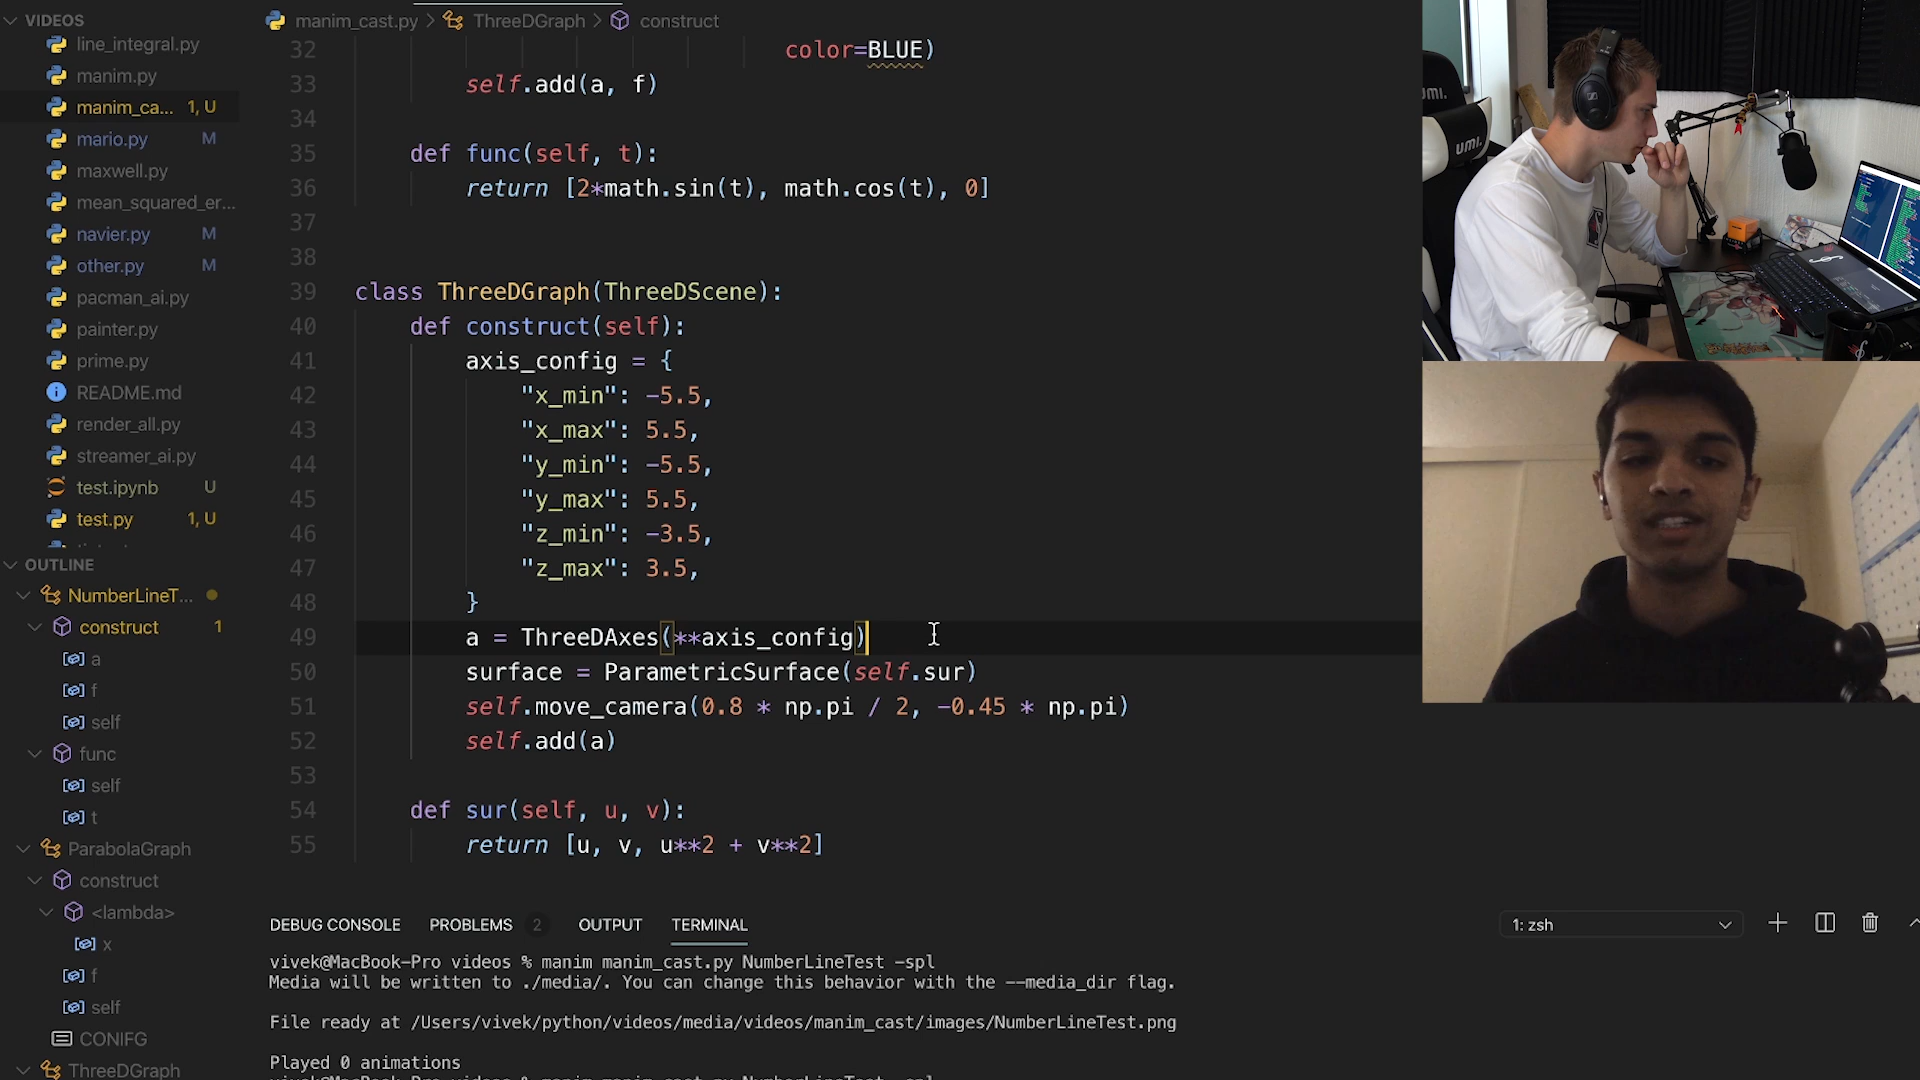 VIDEOS
line_integral.py
manim.py
manim_ca... 1, U
mario.py M
maxwell.py
mean_squared_er...
navier.py M
other.py M
pacman_ai.py
painter.py
prime.py
README.md
render_all.py
streamer_ai.py
test.ipynb U
test.py 1, U
OUTLINE
NumberLineT...
construct 1
a
f
self
func
self
t
ParabolaGraph
construct
<lambda>
x
f
self
CONIFG
ThreeDGraph
manim_cast.py > ThreeDGraph > construct
32 color=BLUE)
33 self.add(a, f)
34
35 def func(self, t):
36 return [2*math.sin(t), math.cos(t), 0]
37
38
39 class ThreeDGraph(ThreeDScene):
40 def construct(self):
41 axis_config = {
42 "x_min": -5.5,
43 "x_max": 5.5,
44 "y_min": -5.5,
45 "y_max": 5.5,
46 "z_min": -3.5,
47 "z_max": 3.5,
48 }
49 a = ThreeDAxes(**axis_config)
50 surface = ParametricSurface(self.sur)
51 self.move_camera(0.8 * np.pi / 2, -0.45 * np.pi)
52 self.add(a)
53
54 def sur(self, u, v):
55 return [u, v, u**2 + v**2]
DEBUG CONSOLE PROBLEMS 2 OUTPUT TERMINAL 1: zsh
vivek@MacBook-Pro videos % manim manim_cast.py NumberLineTest -spl
Media will be written to ./media/. You can change this behavior with the --media_dir flag.
File ready at /Users/vivek/python/videos/media/videos/manim_cast/images/NumberLineTest.png
Played 0 animations
umi.
umi.